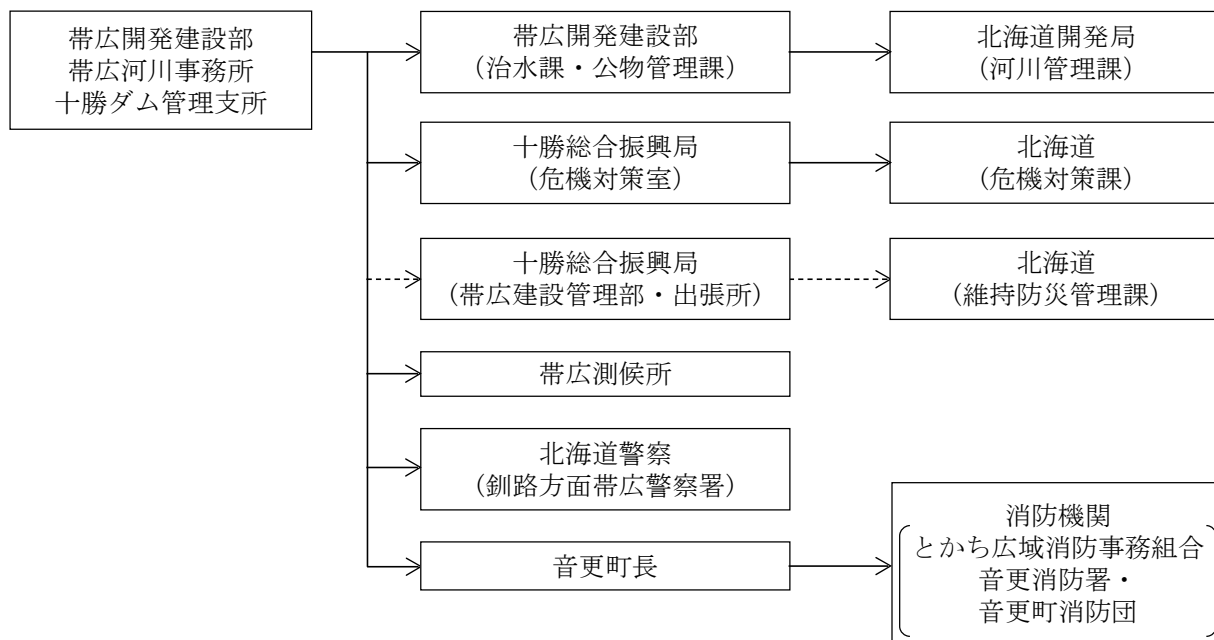 帯広開発建設部
帯広河川事務所
十勝ダム管理支所
帯広開発建設部
(治水課・公物管理課)
北海道開発局
(河川管理課)
十勝総合振興局
(危機対策室)
北海道
(危機対策課)
十勝総合振興局
(帯広建設管理部・出張所)
北海道
(維持防災管理課)
帯広測候所
北海道警察
(釧路方面帯広警察署)
音更町長
消防機関
とかち広域消防事務組合
音更消防署・
音更町消防団